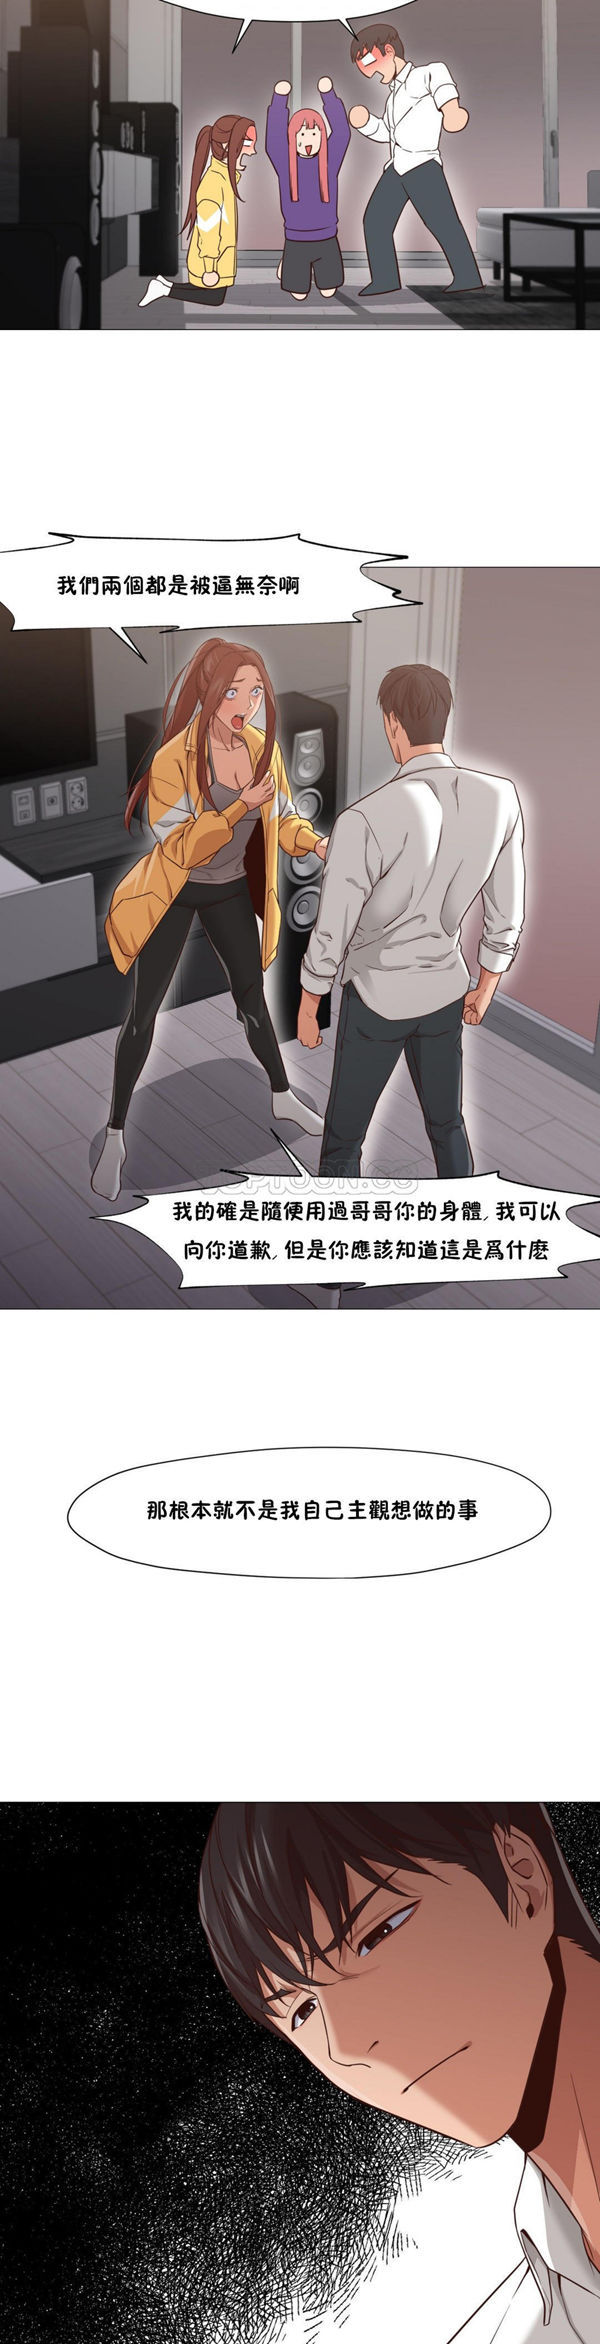 我們兩個都是被逼無奈啊
TOPTOON.CC
我的確是隨便用過哥哥你的身體,我可以
向你道歉,但是你應該知道這是爲什麽
那根本就不是我自己主觀想做的事